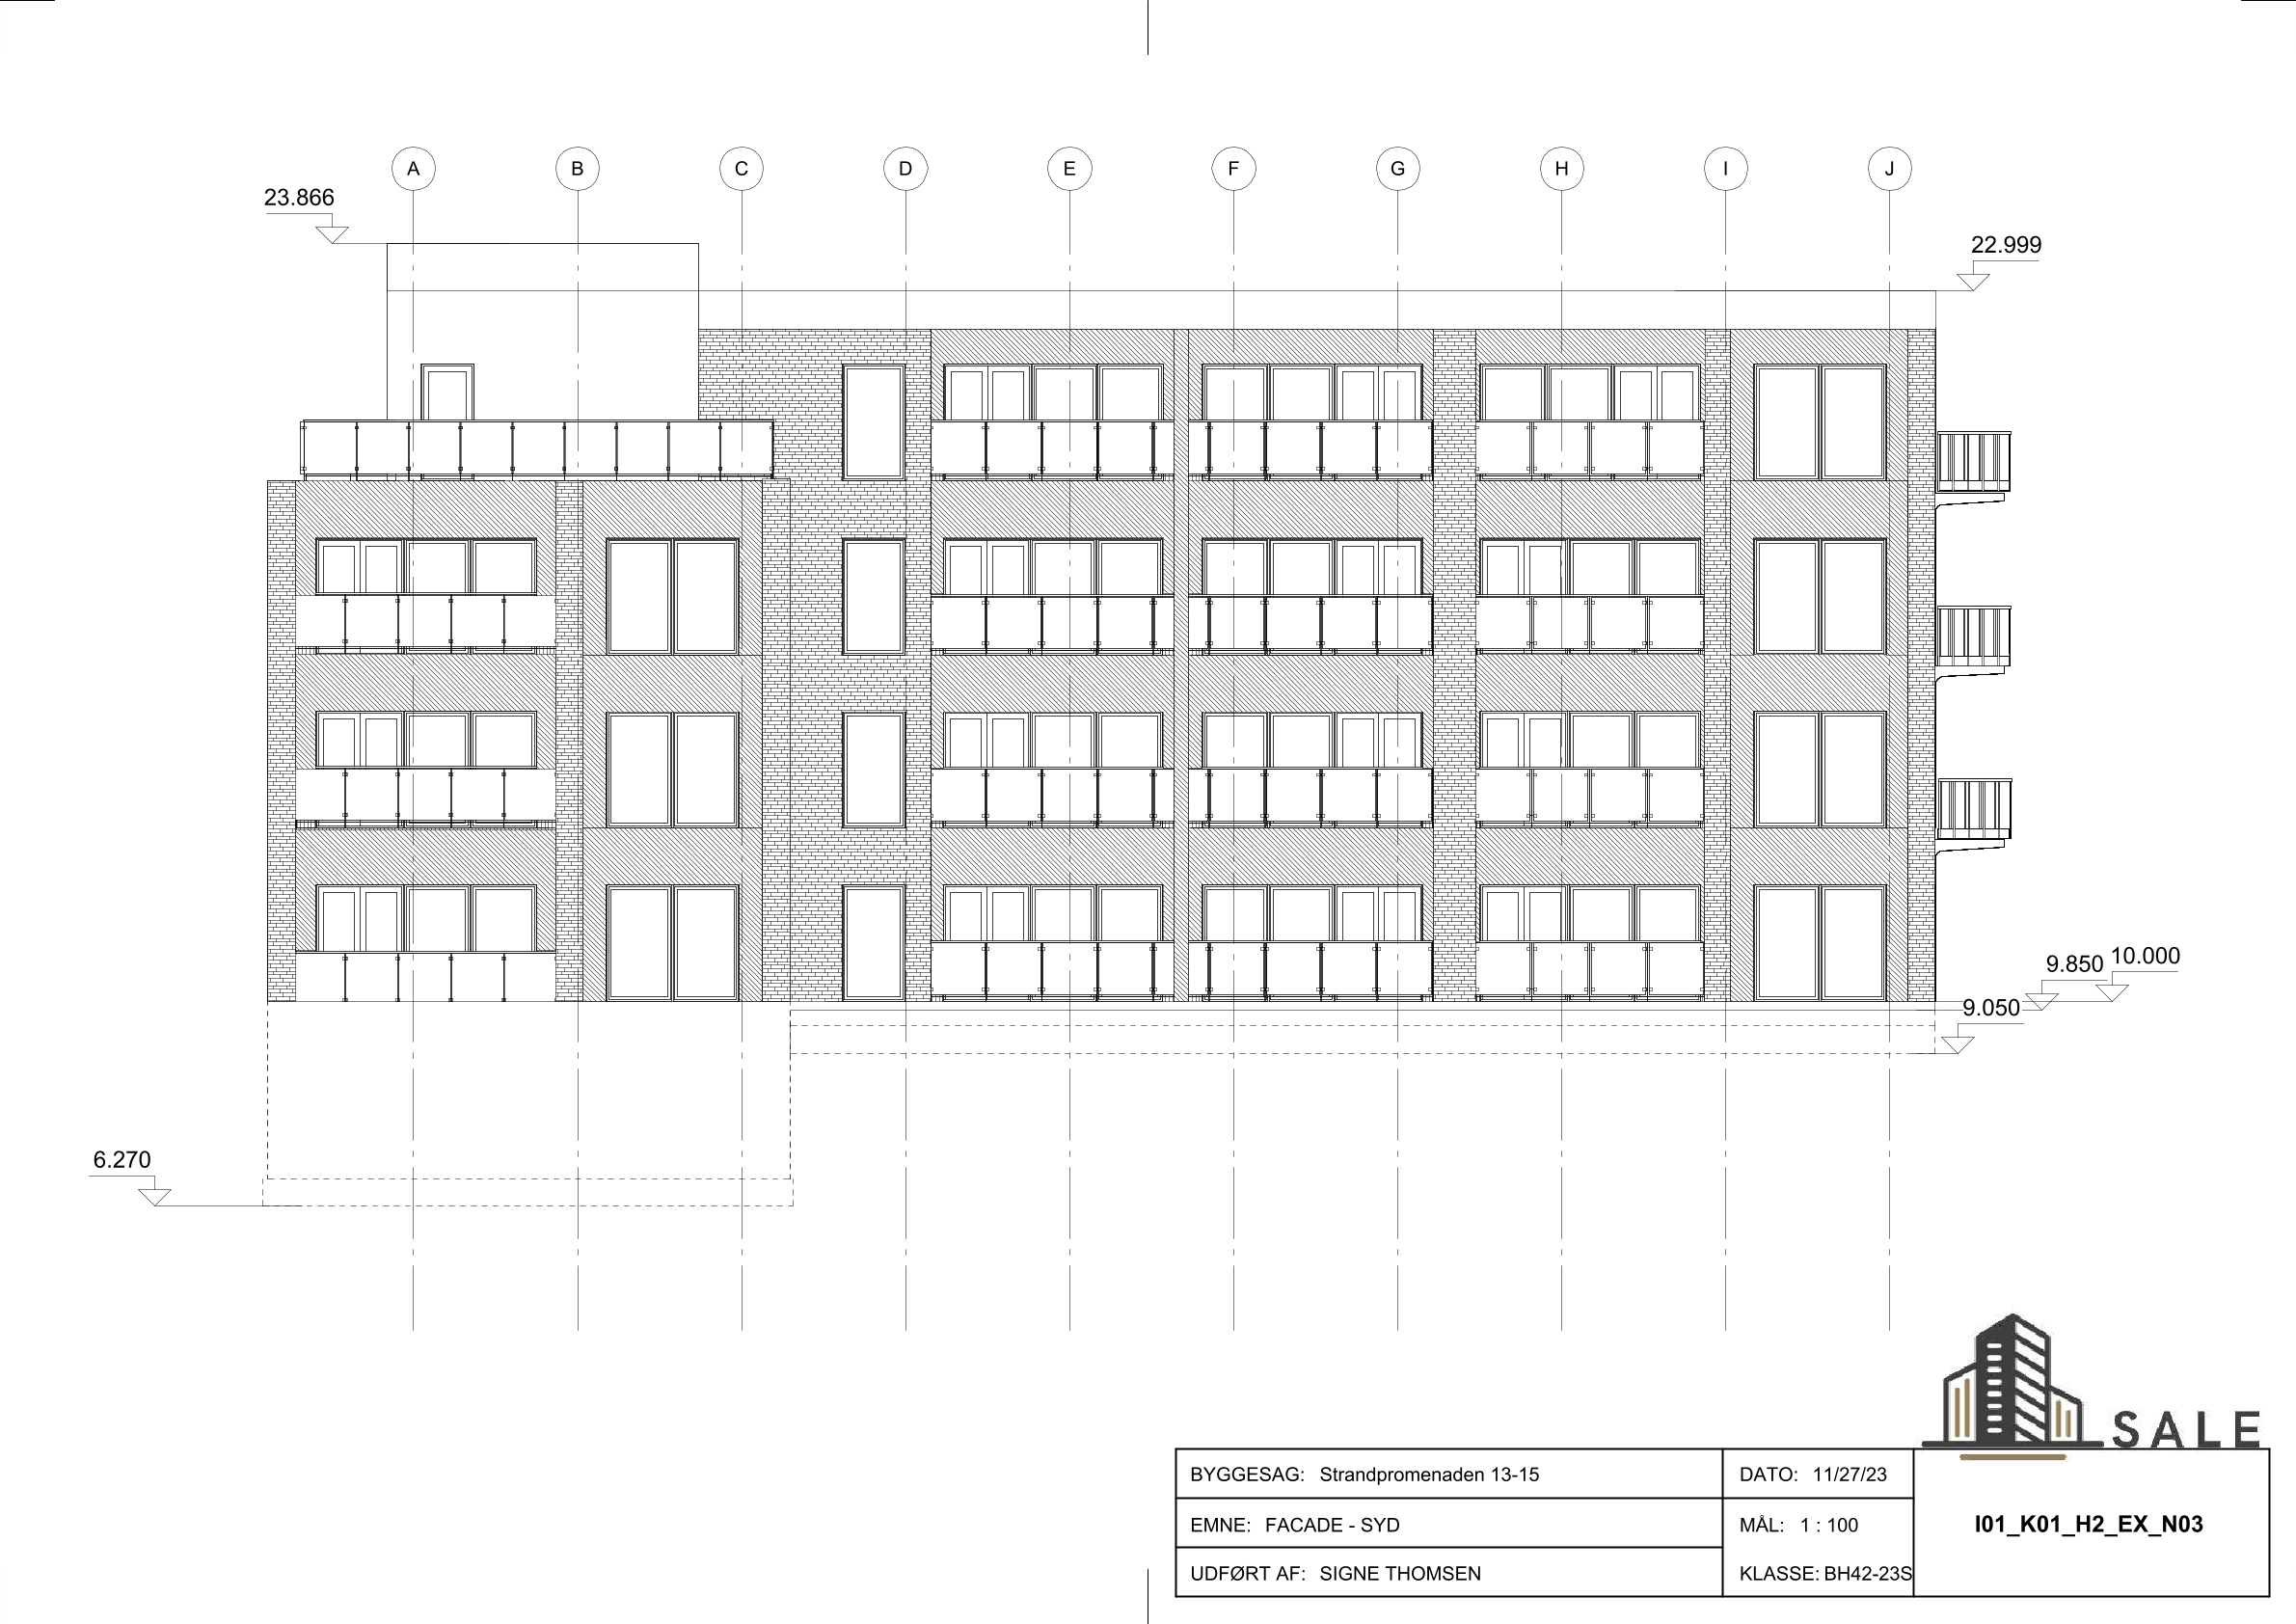 A B C D E F G H I J
23.866
22.999
9.850 10.000
9.050
6.270
SALE
BYGGESAG: Strandpromenaden 13-15
DATO: 11/27/23
EMNE: FACADE - SYD
MÅL: 1 : 100
I01_K01_H2_EX_N03
UDFØRT AF: SIGNE THOMSEN
KLASSE: BH42-23S